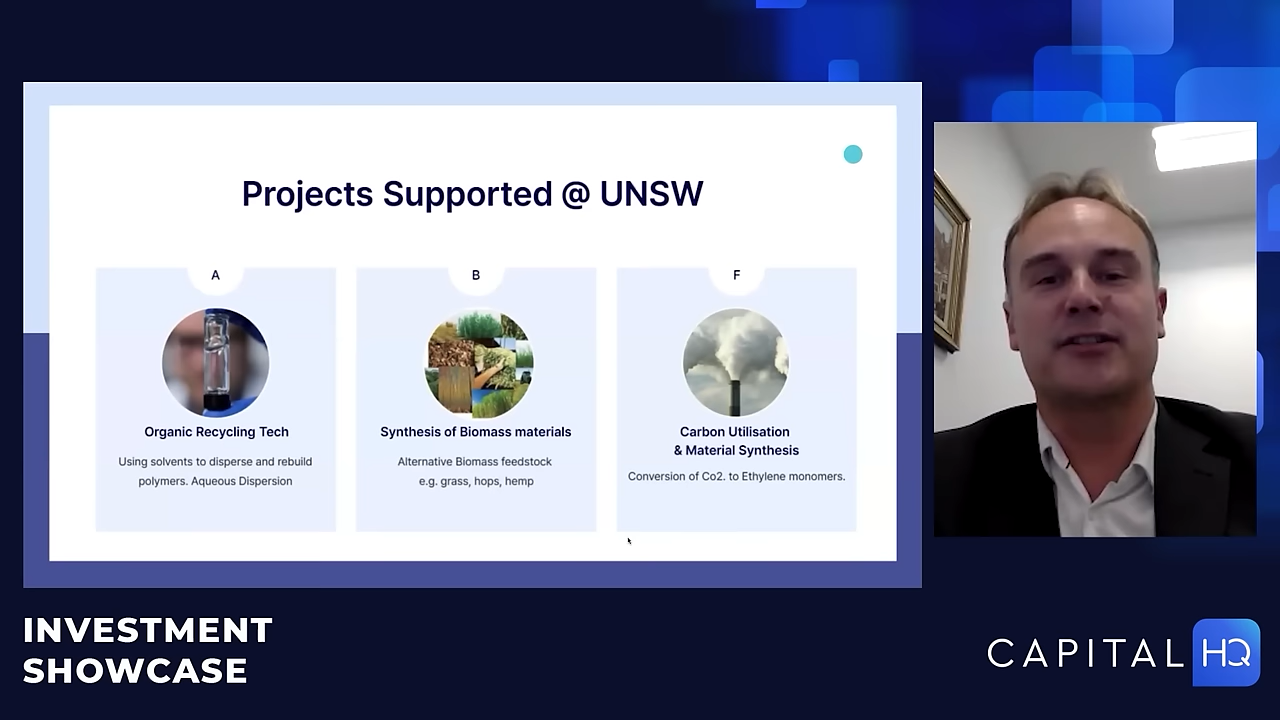 Projects Supported @ UNSW
A
Organic Recycling Tech
Using solvents to disperse and rebuild
polymers. Aqueous Dispersion
B
Synthesis of Biomass materials
Alternative Biomass feedstock
e.g. grass, hops, hemp
F
Carbon Utilisation
& Material Synthesis
Conversion of Co2. to Ethylene monomers.
INVESTMENT
SHOWCASE
CAPITAL HQ